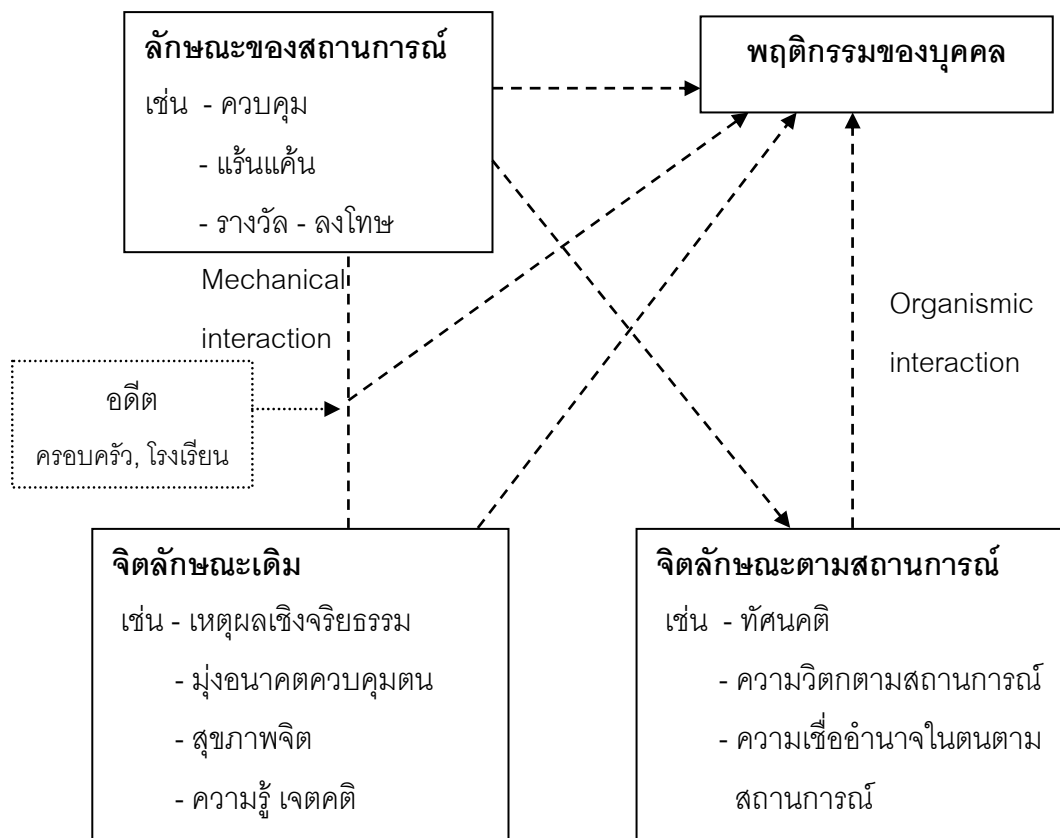 ลักษณะของสถานการณ์
เช่น - ควบคุม
- แร้นแค้น
- รางวัล - ลงโทษ
พฤติกรรมของบุคคล
Mechanical
interaction
Organismic
interaction
อดีต
ครอบครัว, โรงเรียน
จิตลักษณะเดิม
เช่น - เหตุผลเชิงจริยธรรม
- มุ่งอนาคตควบคุมตน
- สุขภาพจิต
- ความรู้ เจตคติ
จิตลักษณะตามสถานการณ์
เช่น - ทัศนคติ
- ความวิตกตามสถานการณ์
- ความเชื่ออำนาจในตนตาม
สถานการณ์